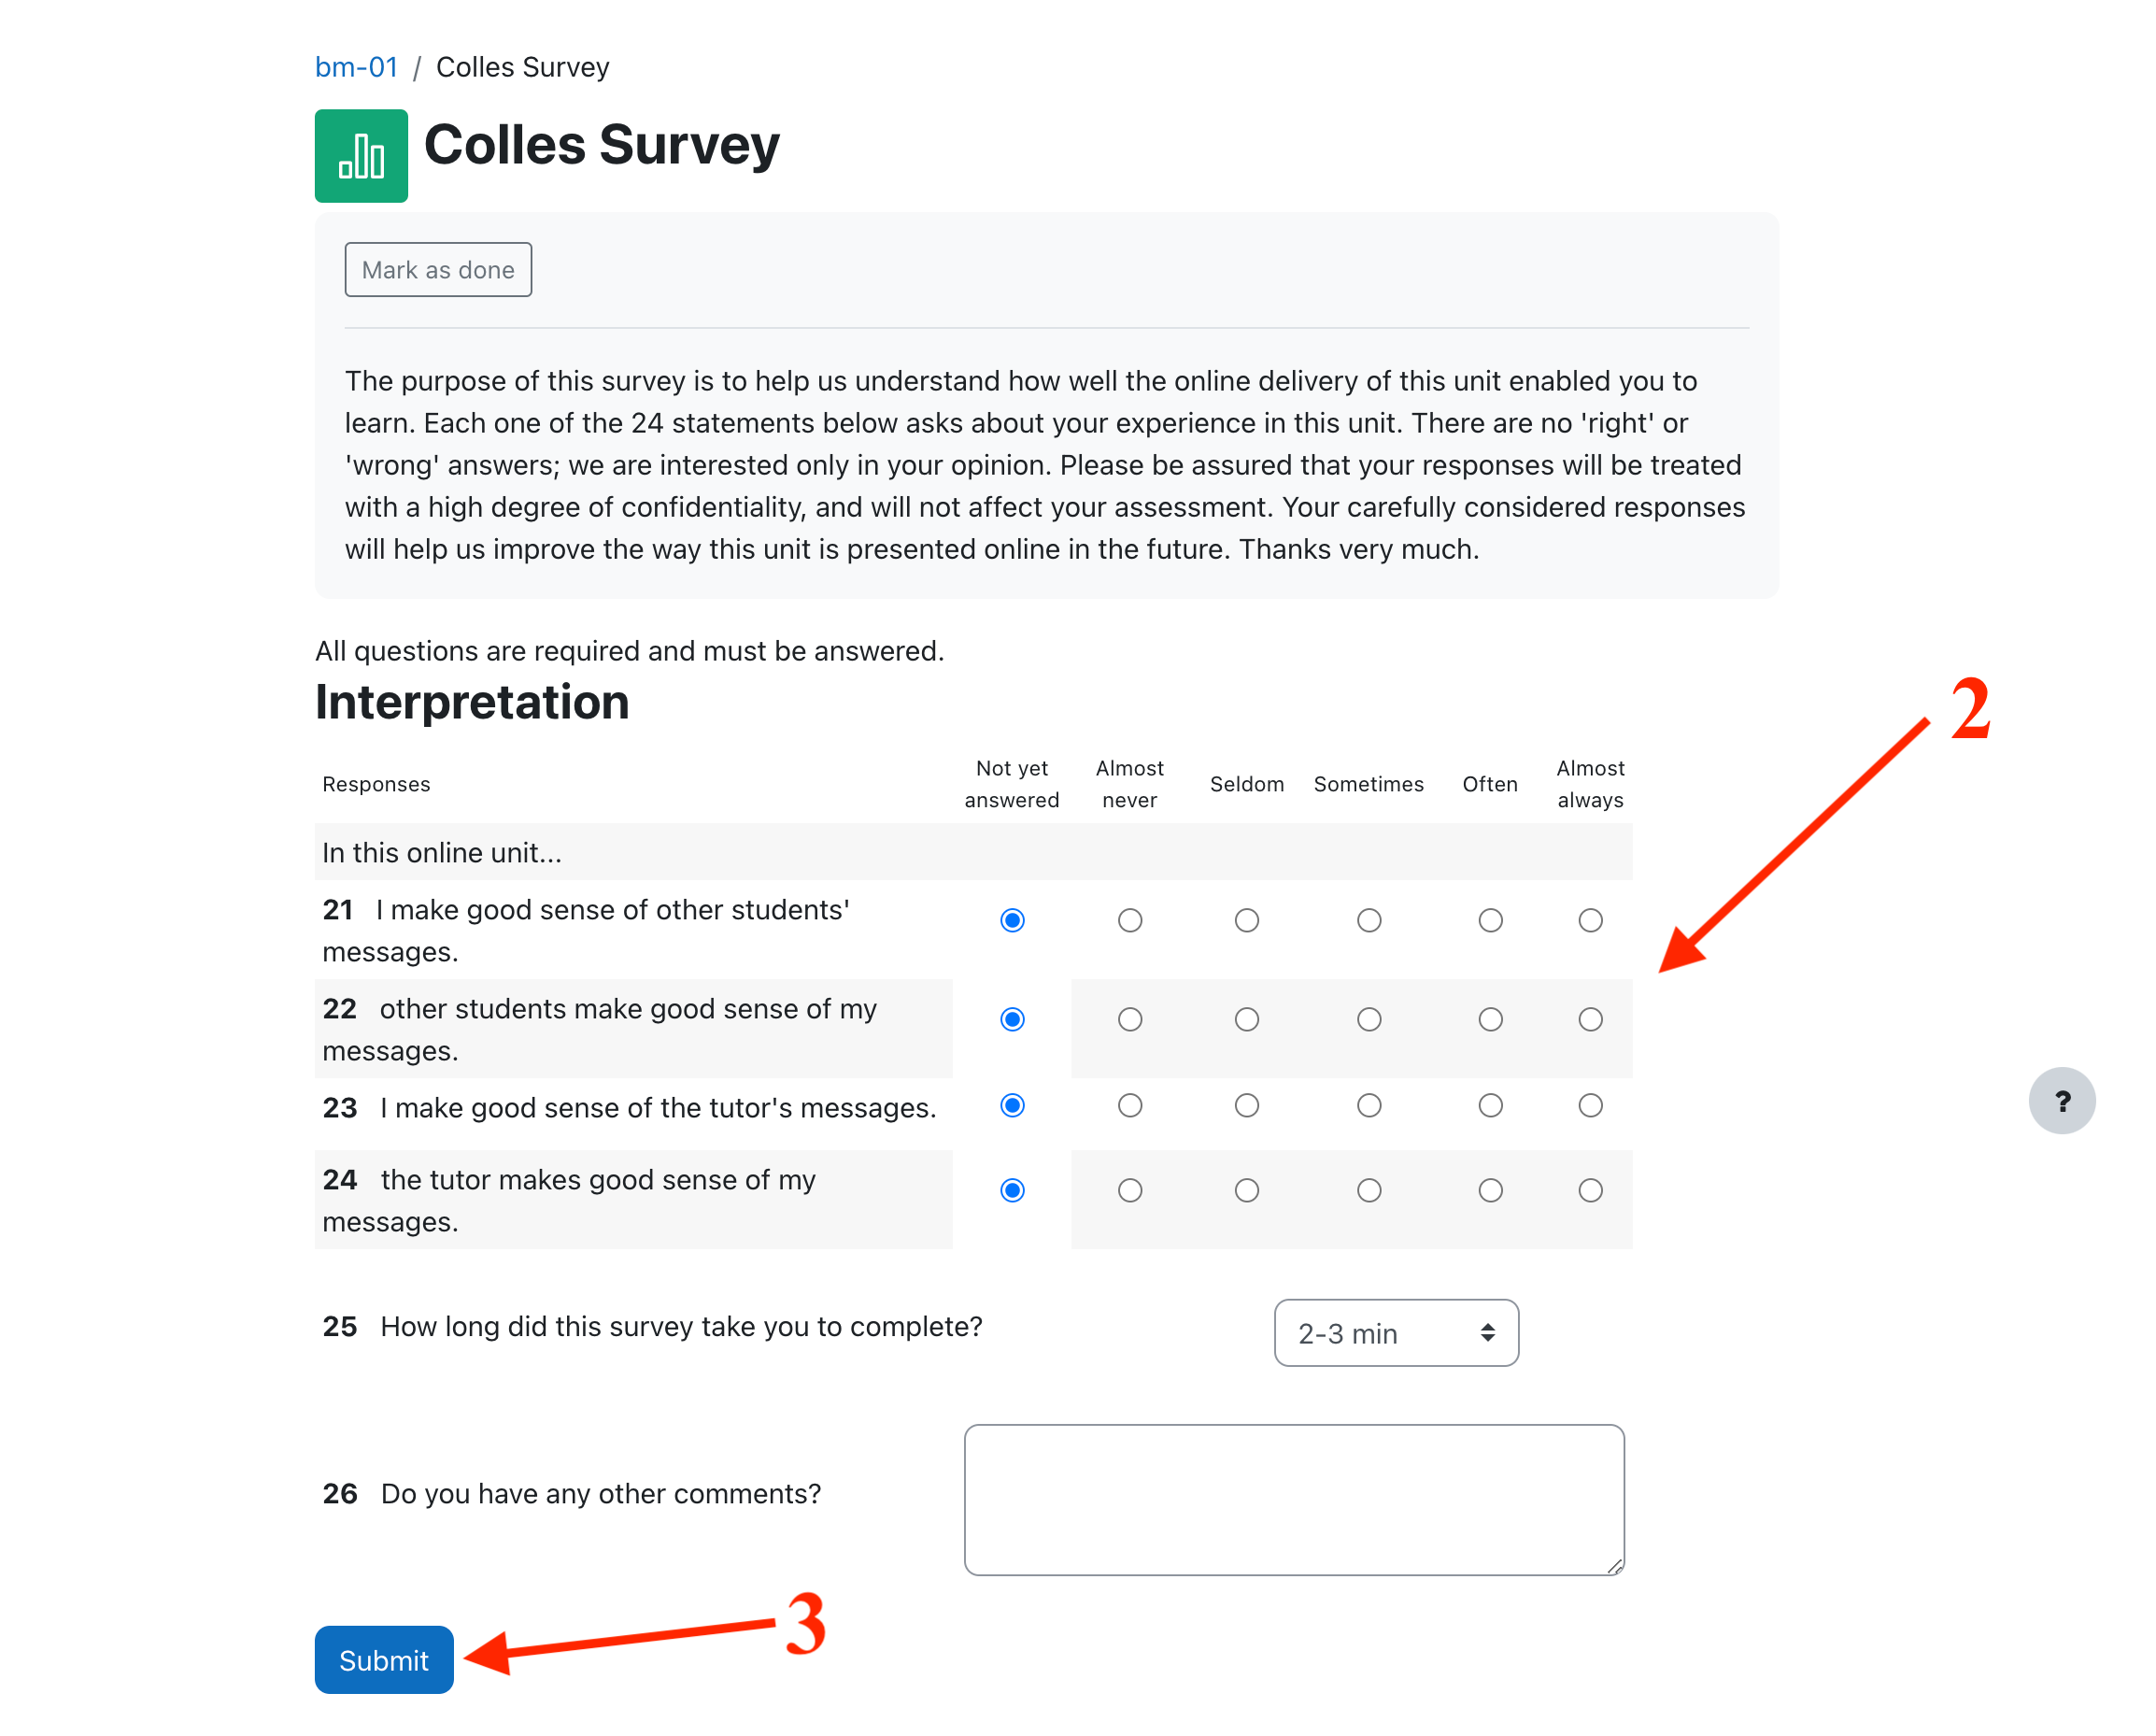 bm-01 / Colles Survey
Colles Survey
Mark as done
The purpose of this survey is to help us understand how well the online delivery of this unit enabled you to
learn. Each one of the 24 statements below asks about your experience in this unit. There are no 'right' or
'wrong' answers; we are interested only in your opinion. Please be assured that your responses will be treated
with a high degree of confidentiality, and will not affect your assessment. Your carefully considered responses
will help us improve the way this unit is presented online in the future. Thanks very much.
All questions are required and must be answered.
Interpretation
2
Responses
Not yet
answered
Almost
never
Seldom
Sometimes
Often
Almost
always
In this online unit...
21 I make good sense of other students'
messages.
22 other students make good sense of my
messages.
23 I make good sense of the tutor's messages.
24 the tutor makes good sense of my
messages.
?
25 How long did this survey take you to complete?
2-3 min
26 Do you have any other comments?
3
Submit